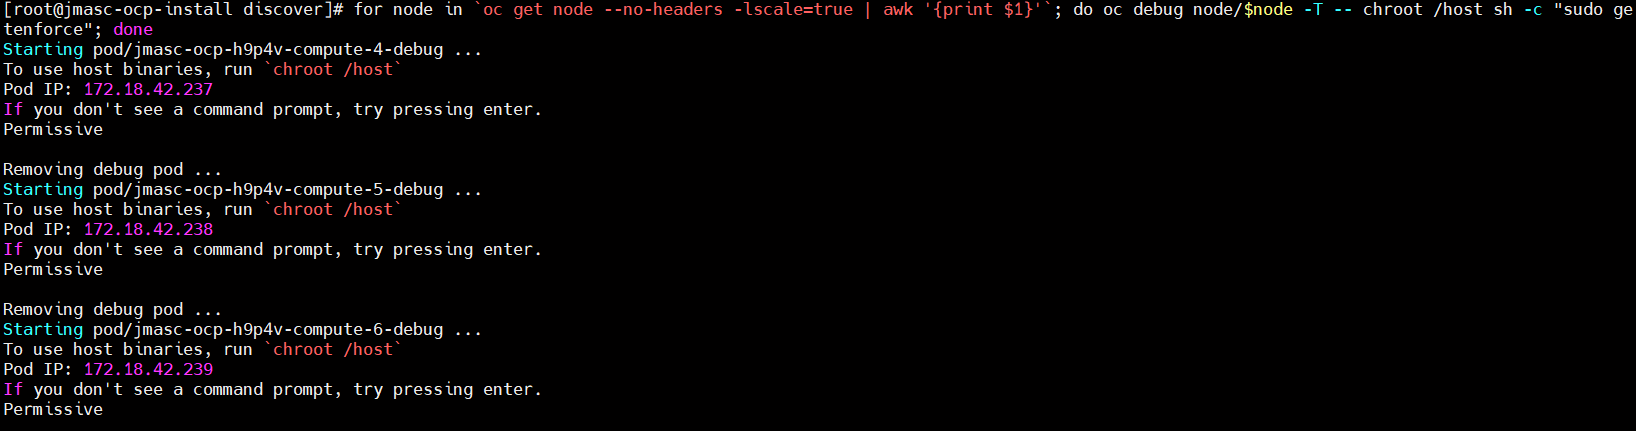 [root@jmasc-ocp-install discover]# for node in `oc get node --no-headers -lscale=true | awk '{print $1}'`; do oc debug node/$node -T -- chroot /host sh -c "sudo ge
tenforce"; done
Starting pod/jmasc-ocp-h9p4v-compute-4-debug ...
To use host binaries, run `chroot /host`
Pod IP: 172.18.42.237
If you don't see a command prompt, try pressing enter.
Permissive

Removing debug pod ...
Starting pod/jmasc-ocp-h9p4v-compute-5-debug ...
To use host binaries, run `chroot /host`
Pod IP: 172.18.42.238
If you don't see a command prompt, try pressing enter.
Permissive

Removing debug pod ...
Starting pod/jmasc-ocp-h9p4v-compute-6-debug ...
To use host binaries, run `chroot /host`
Pod IP: 172.18.42.239
If you don't see a command prompt, try pressing enter.
Permissive